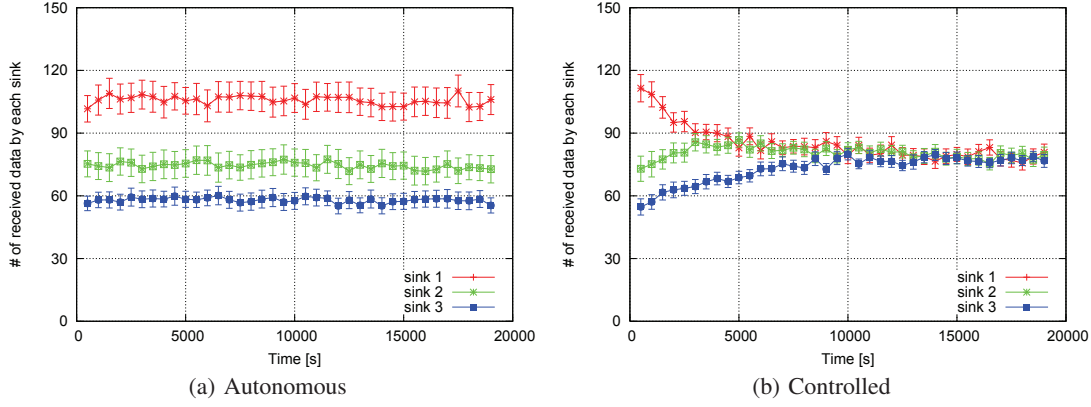 150
120
90
60
30
0
# of received data by each sink
sink 1
sink 2
sink 3
0
5000
10000
15000
20000
Time [s]
(a) Autonomous
150
120
90
60
30
0
# of received data by each sink
sink 1
sink 2
sink 3
0
5000
10000
15000
20000
Time [s]
(b) Controlled